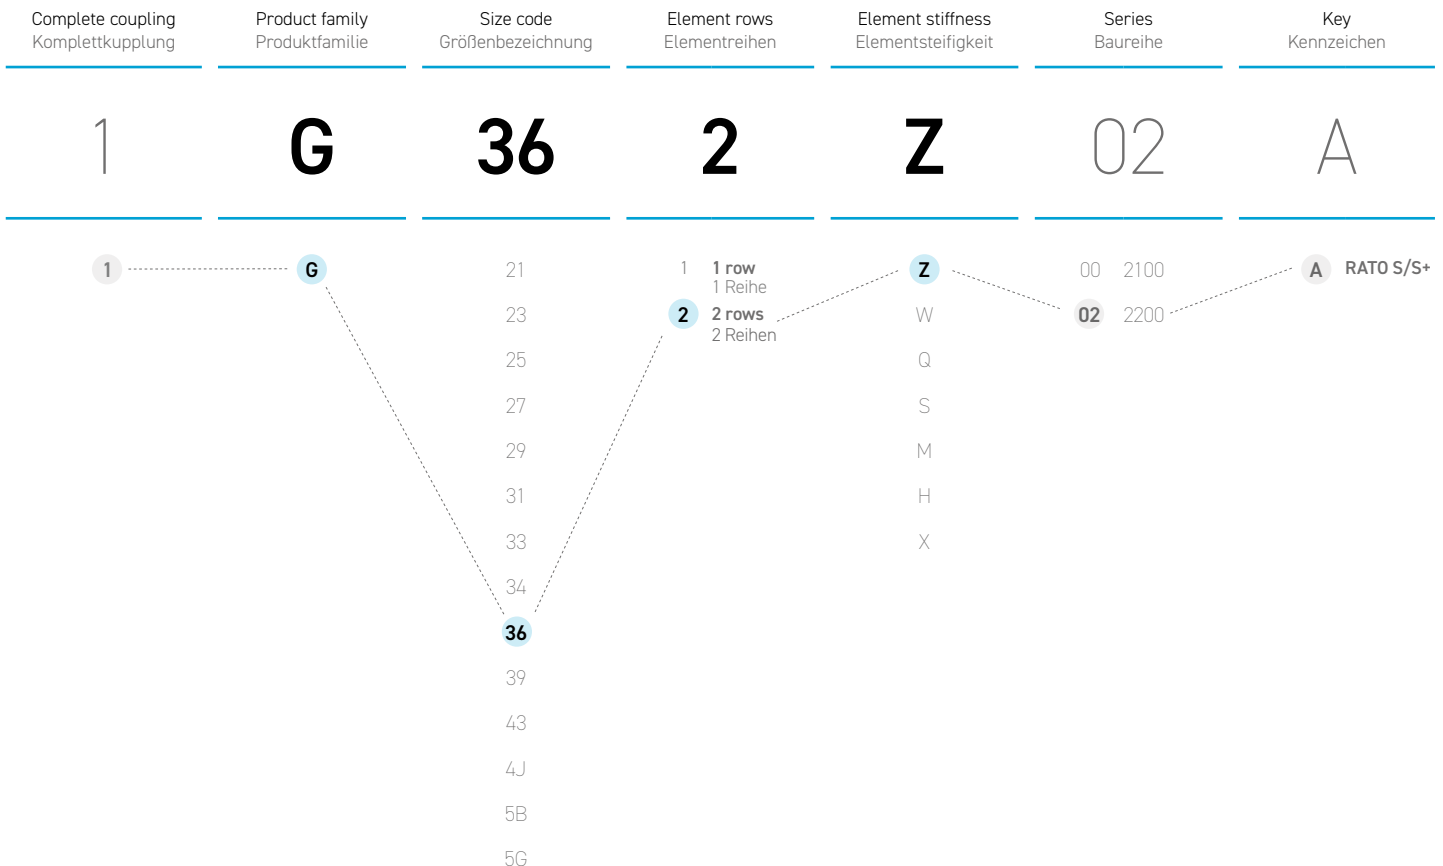 Complete coupling
Komplettkupplung
Product family
Produktfamilie
Size code
Größenbezeichnung
Element rows
Elementreihen
Element stiffness
Elementsteifigkeit
Series
Baureihe
Key
Kennzeichen
1 G 36 2 Z 02 A
1
G
21
23
25
27
29
31
33
34
36
39
43
4J
5B
5G
1 1 row
1 Reihe
2 2 rows
2 Reihen
Z
W
Q
S
M
H
X
00 2100
02 2200
A RATO S/S+